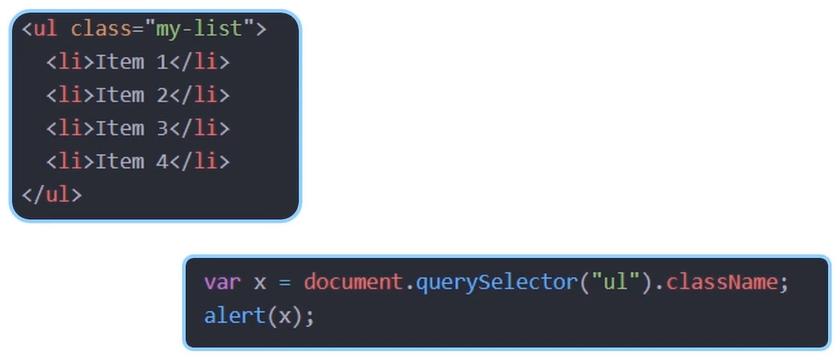 <ul class="my-list">
  <li>Item 1</li>
  <li>Item 2</li>
  <li>Item 3</li>
  <li>Item 4</li>
</ul>
var x = document.querySelector("ul").className;
alert(x);